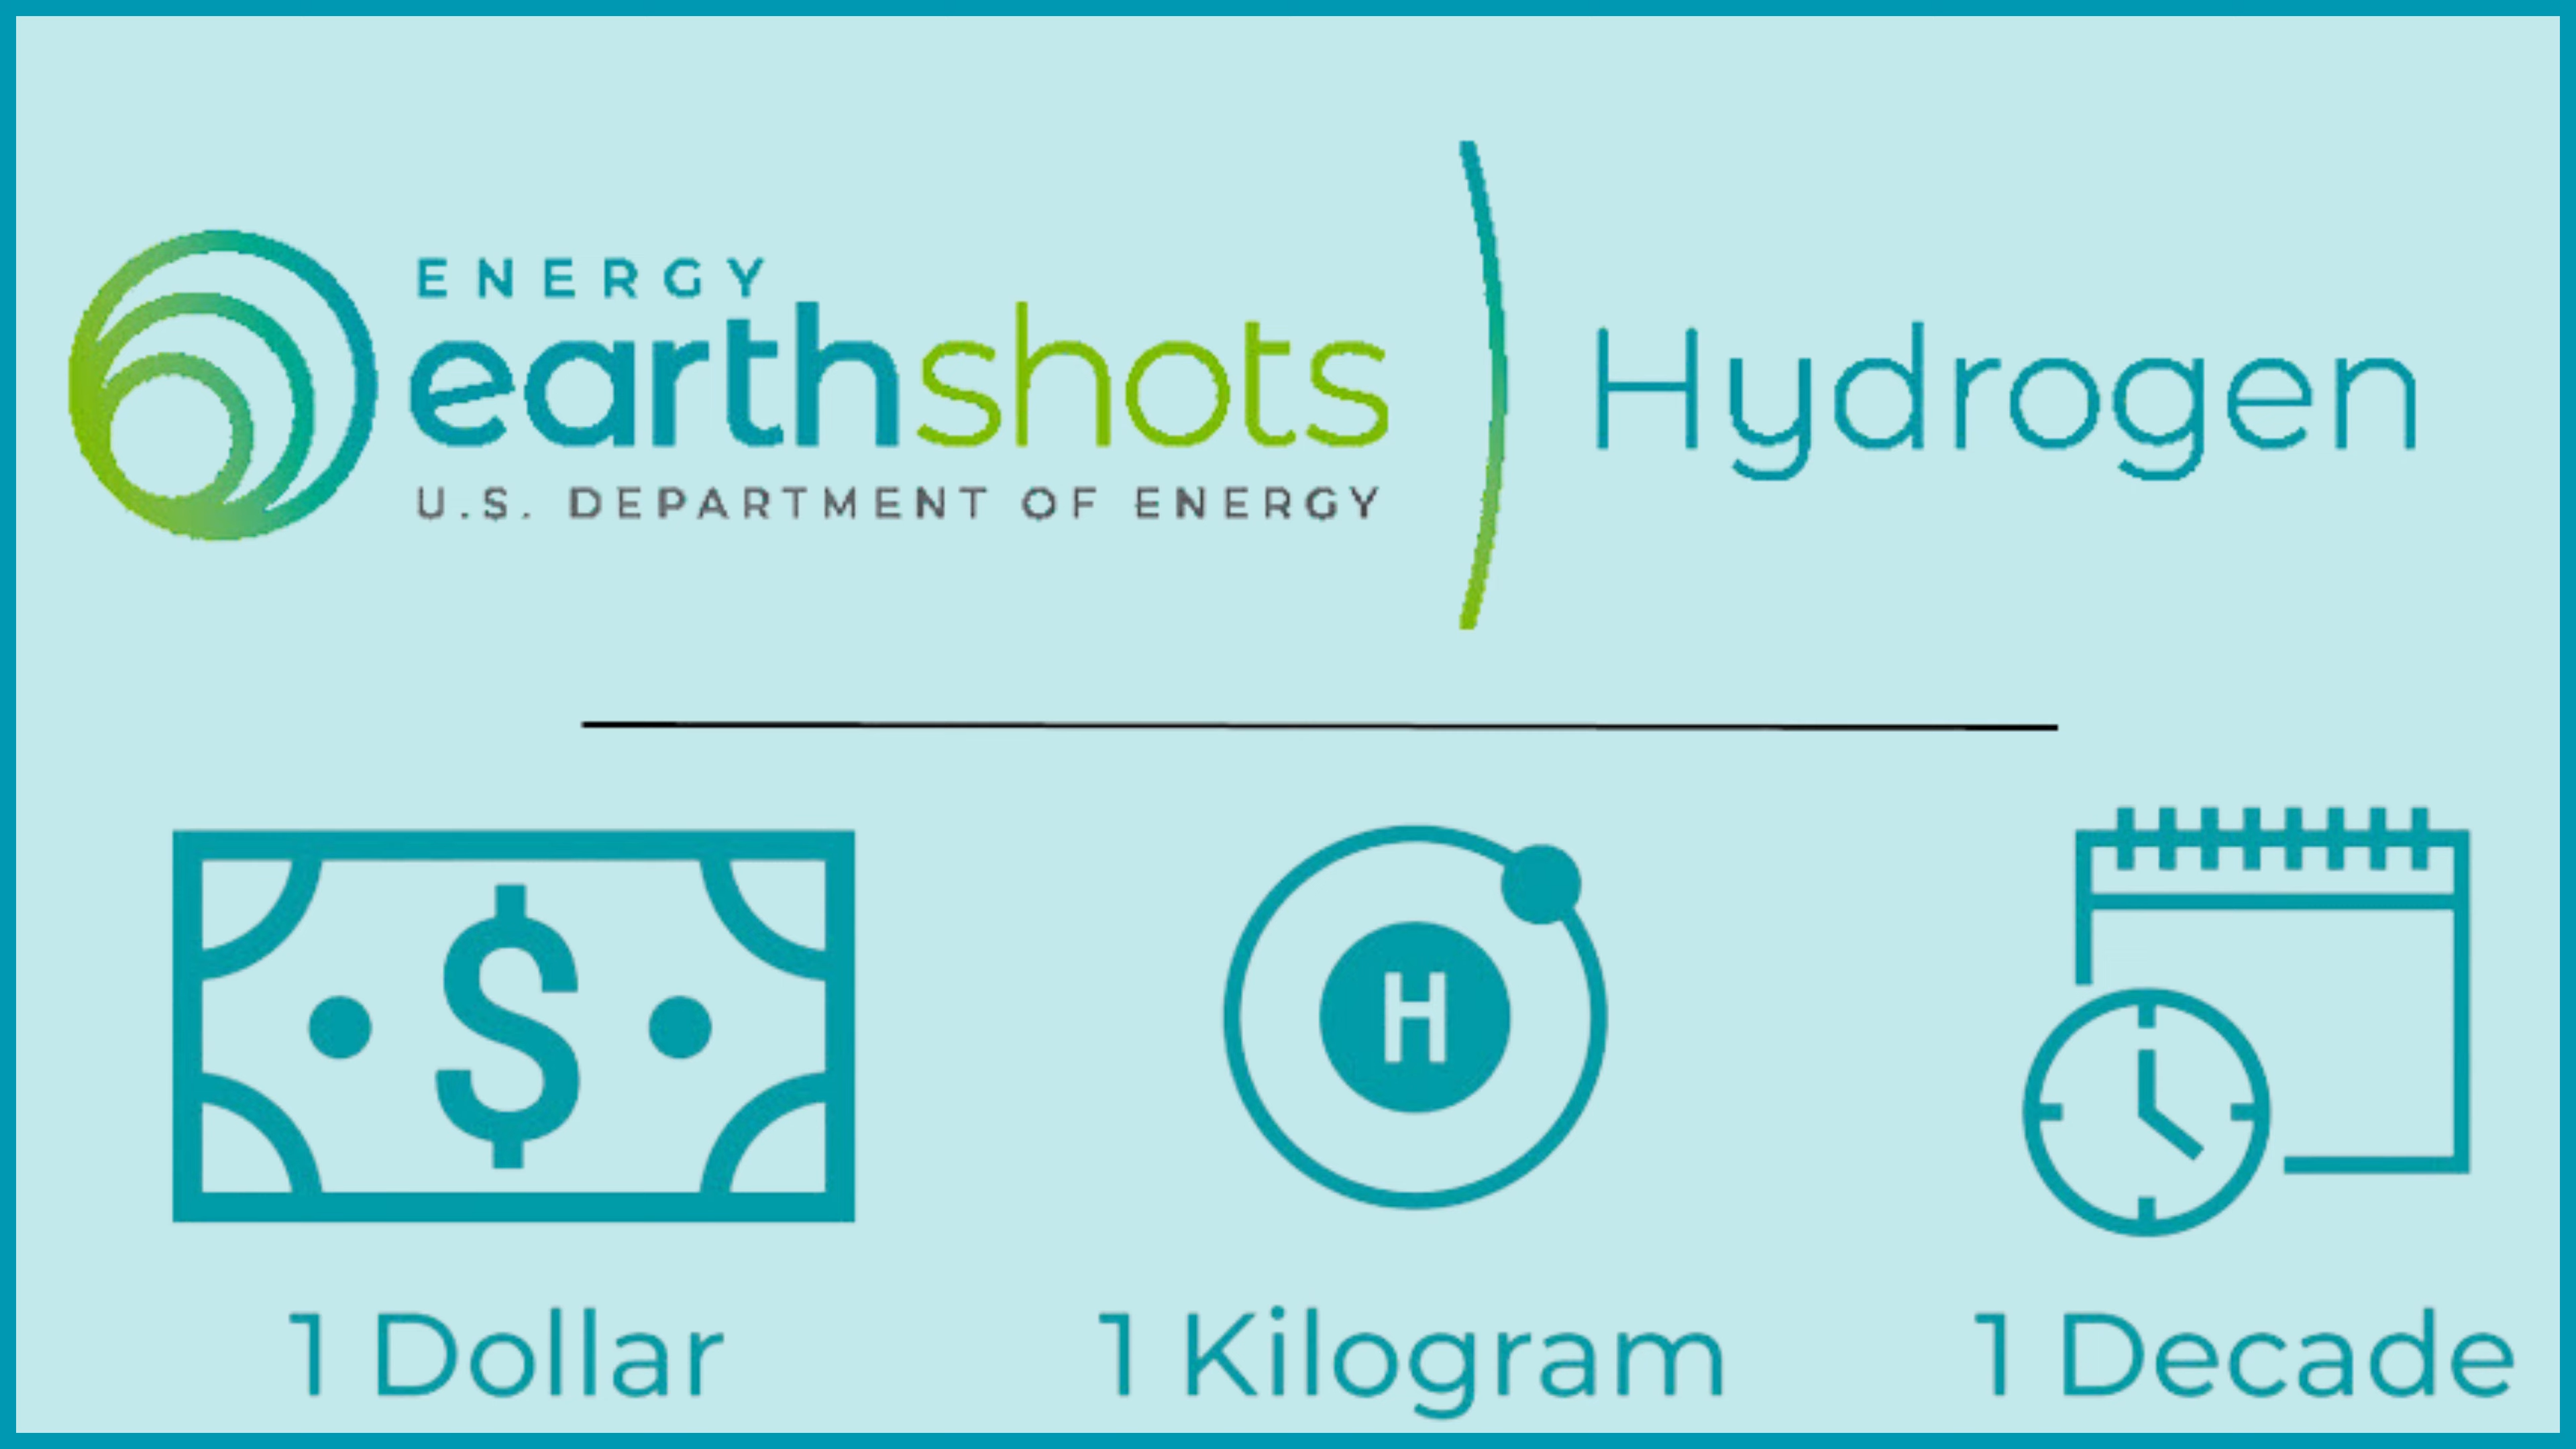 ENERGY
earthshots
U.S. DEPARTMENT OF ENERGY
Hydrogen
$
H
1 Dollar
1 Kilogram
1 Decade